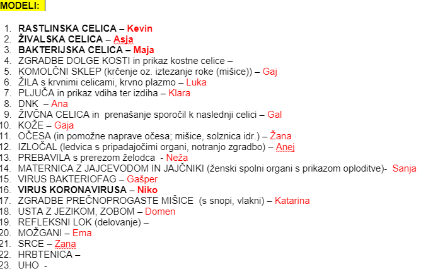 MODELI:
1. RASTLINSKA CELICA – Kevin
2. ŽIVALSKA CELICA – Asja
3. BAKTERIJSKA CELICA – Maja
4. ZGRADBE DOLGE KOSTI in prikaz kostne celice –
5. KOMOLČNI SKLEP (krčenje oz. iztezanje roke (mišice)) – Gaj
6. ŽILA s krvnimi celicami, krvno plazmo – Luka
7. PLJUČA in prikaz vdiha ter izdiha – Klara
8. DNK – Ana
9. ŽIVČNA CELICA in prenašanje sporočil k naslednji celici – Gal
10. KOŽE – Gaja
11. OČESA (in pomožne naprave očesa; mišice, solznica idr.) – Žana
12. IZLOČAL (ledvica s pripadajočimi organi, notranjo zgradbo) – Anej
13. PREBAVILA s prerezom želodca - Neža
14. MATERNICA Z JAJCEVODOM IN JAJČNIKI (ženski spolni organi s prikazom oploditve)- Sanja
15. VIRUS BAKTERIOFAG – Gašper
16. VIRUS KORONAVIRUSA – Niko
17. ZGRADBE PREČNOPROGASTE MIŠICE (s snopi, vlakni) – Katarina
18. USTA Z JEZIKOM, ZOBOM – Domen
19. REFLEKSNI LOK (delovanje) –
20. MOŽGANI – Ema
21. SRCE – Zana
22. HRBTENICA –
23. UHO -